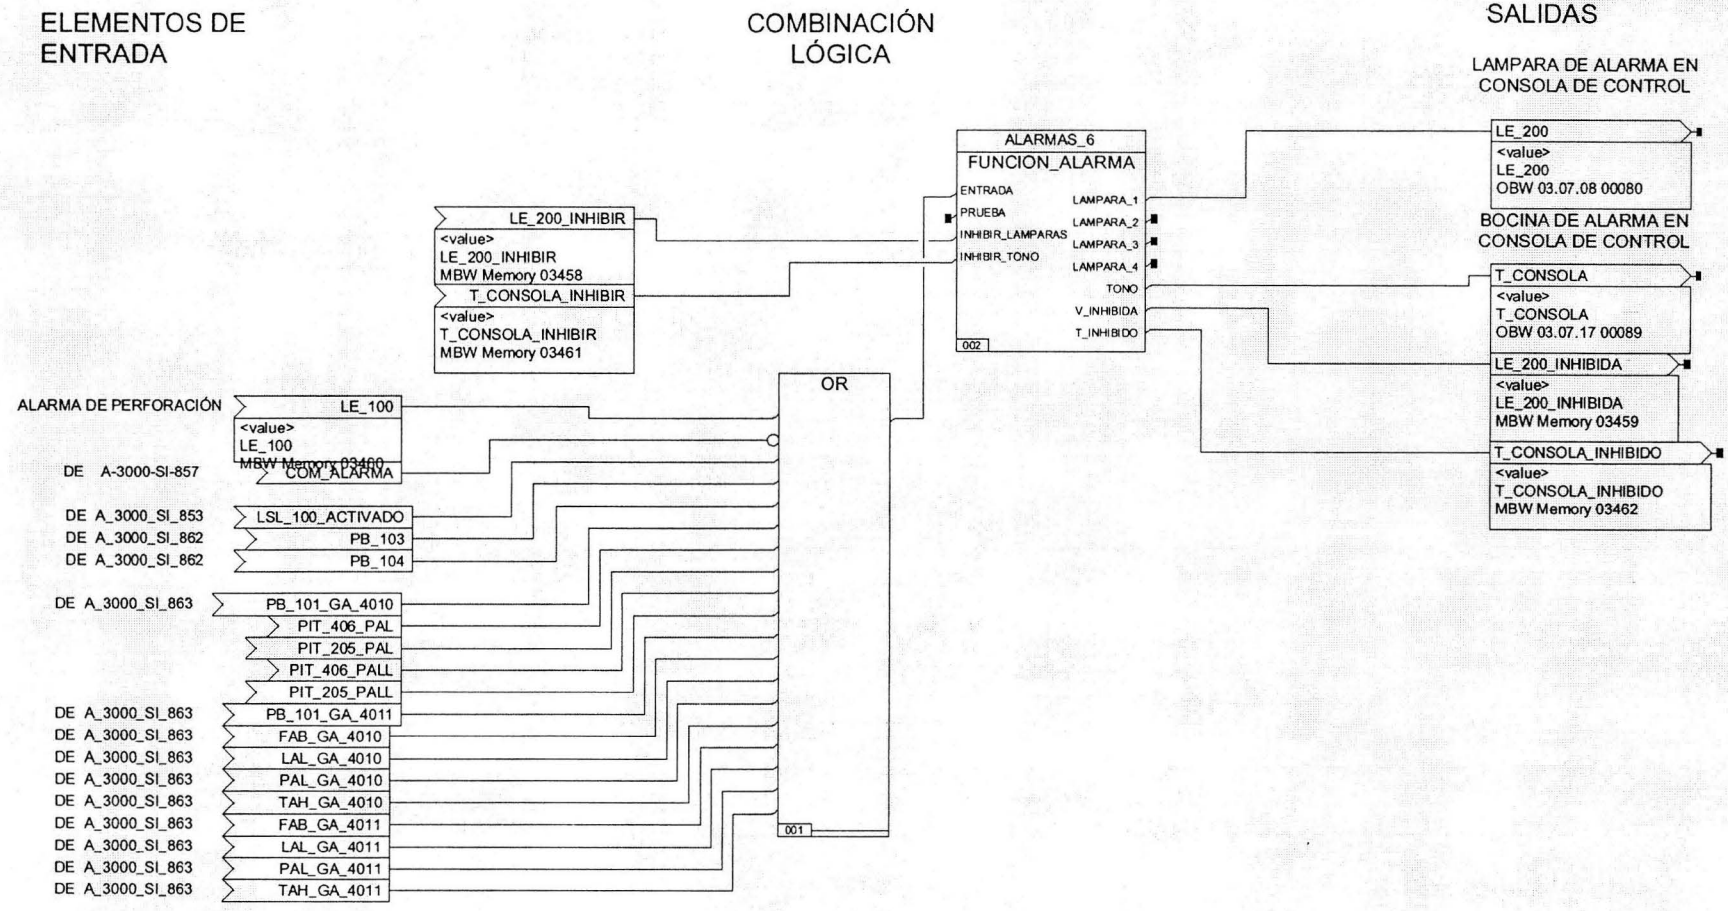 ELEMENTOS DE
ENTRADA
COMBINACIÓN
LÓGICA
SALIDAS
LAMPARA DE ALARMA EN
CONSOLA DE CONTROL
LE_200
<value>
LE_200
OBW 03.07.08 00080
BOCINA DE ALARMA EN
CONSOLA DE CONTROL
T_CONSOLA
<value>
T_CONSOLA
OBW 03.07.17 00089
LE_200_INHIBIDA
<value>
LE_200_INHIBIDA
MBW Memory 03459
T_CONSOLA_INHIBIDO
<value>
T_CONSOLA_INHIBIDO
MBW Memory 03462
ALARMAS_6
FUNCION_ALARMA
ENTRADA
PRUEBA
INHIBIR_LAMPARAS
INHIBIR_TONO
LAMPARA_1
LAMPARA_2
LAMPARA_3
LAMPARA_4
TONO
V_INHIBIDA
T_INHIBIDO
002
LE_200_INHIBIR
<value>
LE_200_INHIBIR
MBW Memory 03458
T_CONSOLA_INHIBIR
<value>
T_CONSOLA_INHIBIR
MBW Memory 03461
OR
001
ALARMA DE PERFORACIÓN LE_100
<value>
LE_100
MBW Memory 03460
DE A-3000-SI-857 COM_ALARMA
DE A_3000_SI_853 LSL_100_ACTIVADO
DE A_3000_SI_862 PB_103
DE A_3000_SI_862 PB_104
DE A_3000_SI_863 PB_101_GA_4010
PIT_406_PAL
PIT_205_PAL
PIT_406_PALL
PIT_205_PALL
DE A_3000_SI_863 PB_101_GA_4011
DE A_3000_SI_863 FAB_GA_4010
DE A_3000_SI_863 LAL_GA_4010
DE A_3000_SI_863 PAL_GA_4010
DE A_3000_SI_863 TAH_GA_4010
DE A_3000_SI_863 FAB_GA_4011
DE A_3000_SI_863 LAL_GA_4011
DE A_3000_SI_863 PAL_GA_4011
DE A_3000_SI_863 TAH_GA_4011